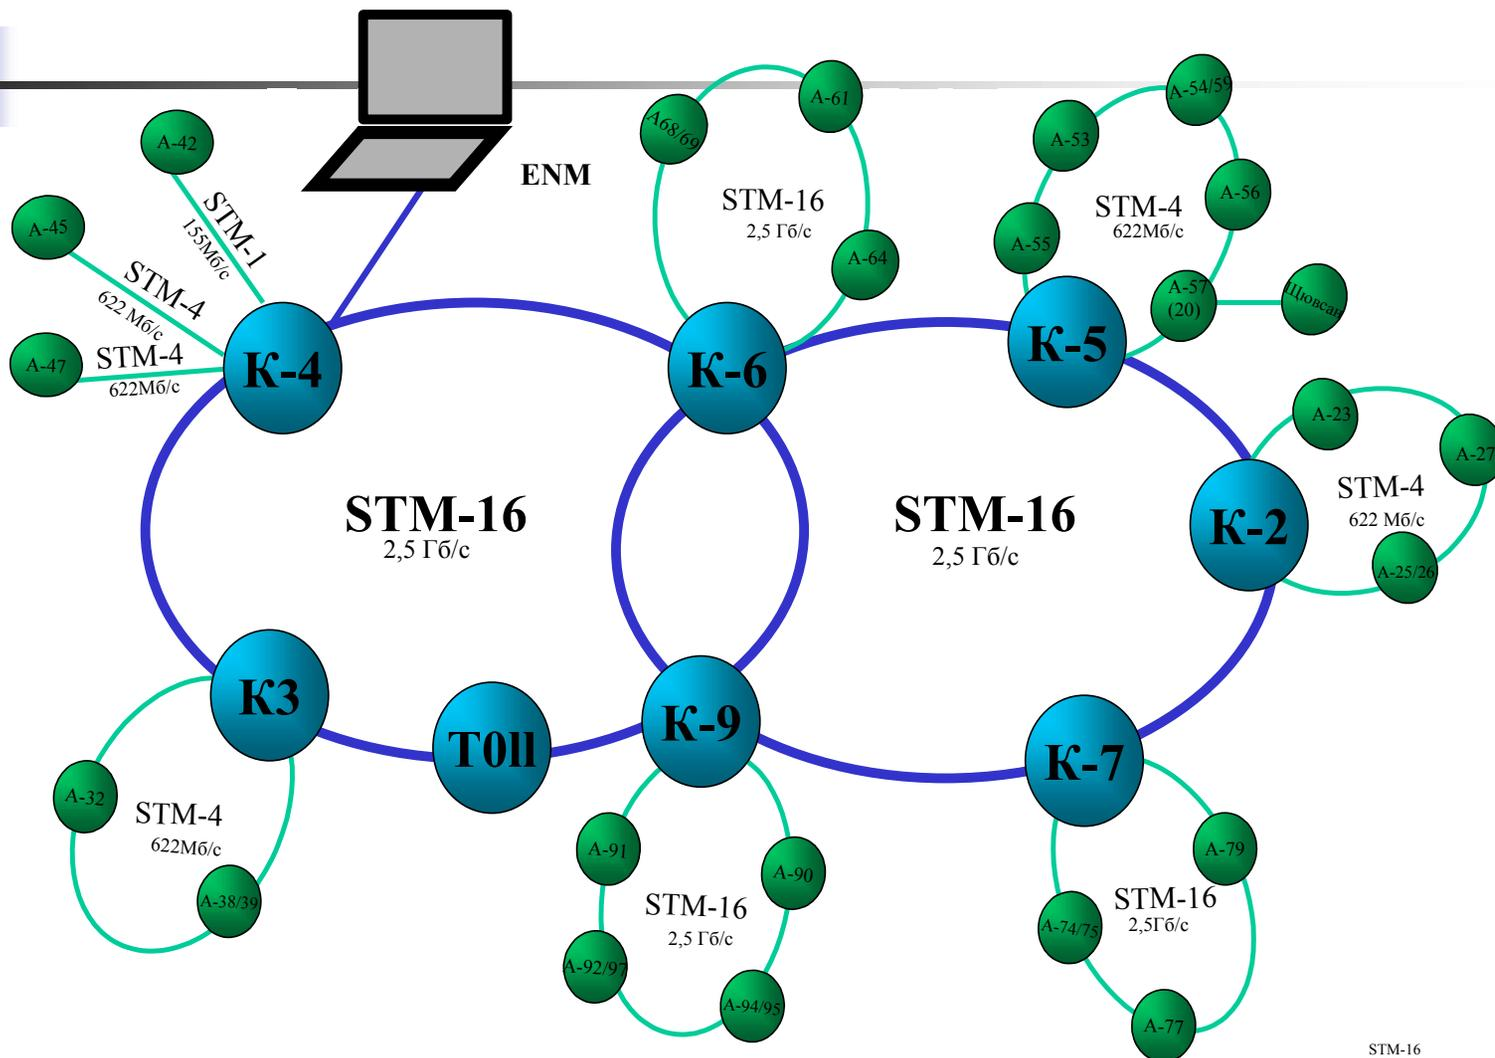 А-42
А-45
А-47
STM-1
155Мб/с
STM-4
622 Мб/с
STM-4
622Мб/с
ENM
А68/69
А-61
А-64
STM-16
2,5 Гб/с
А-53
А-54/59
А-56
А-55
А-57
(20)
Щювсан
STM-4
622Мб/с
К-4
К-6
К-5
К-2
А-23
А-27
А-25/26
STM-4
622 Мб/с
STM-16
2,5 Гб/с
STM-16
2,5 Гб/с
К3
Т0ll
К-9
К-7
А-32
А-38/39
STM-4
622Мб/с
А-91
А-90
А-92/97
А-94/95
STM-16
2,5 Гб/с
А-79
А-74/75
А-77
STM-16
2,5Гб/с
STM-16